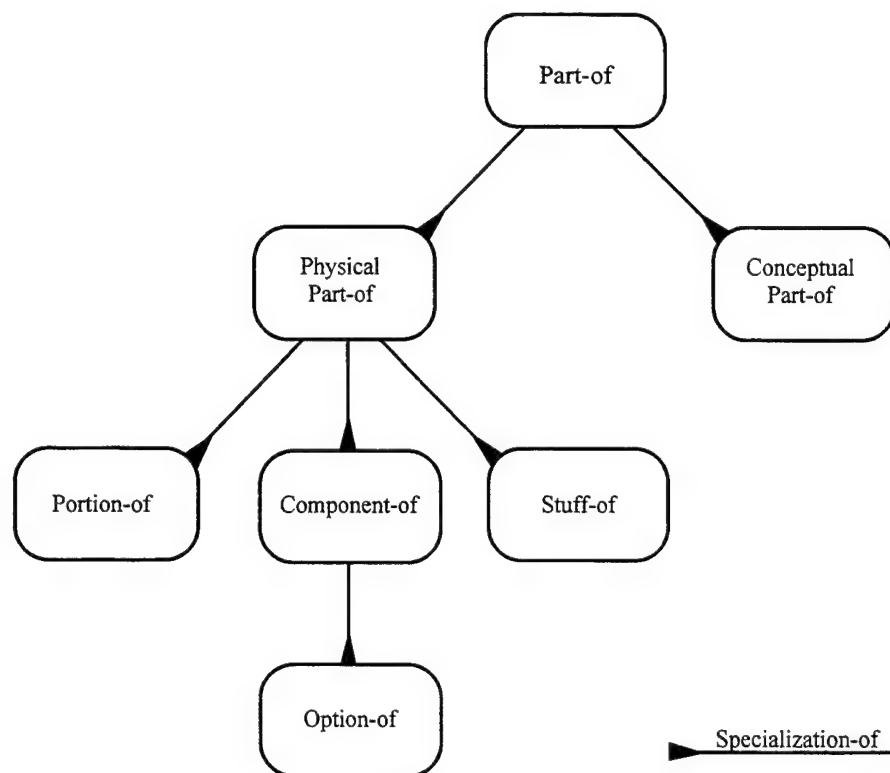 Part-of
Physical
Part-of
Conceptual
Part-of
Portion-of
Component-of
Stuff-of
Option-of
Specialization-of